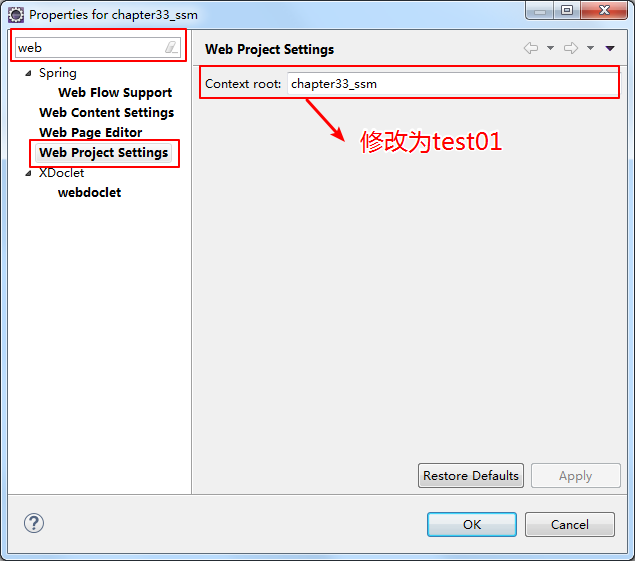 Properties for chapter33_ssm
web
Spring
Web Flow Support
Web Content Settings
Web Page Editor
Web Project Settings
XDoclet
webdoclet
Web Project Settings
Context root: chapter33_ssm
修改为test01
Restore Defaults
Apply
?
OK
Cancel